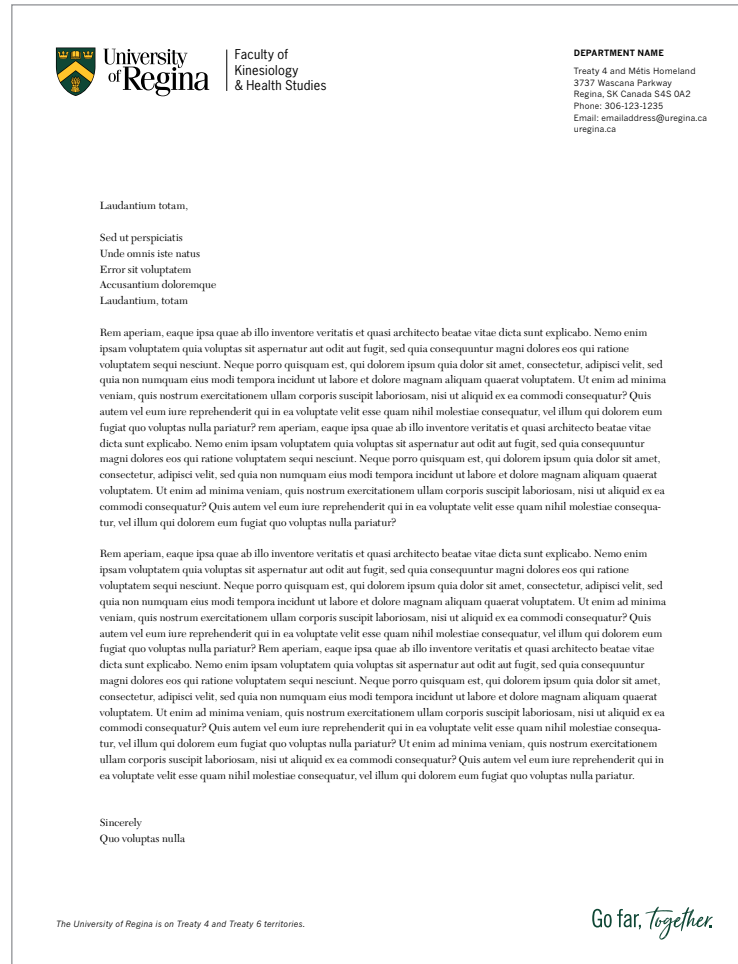 University
of Regina
Faculty of
Kinesiology
& Health Studies
DEPARTMENT NAME
Treaty 4 and Métis Homeland
3737 Wascana Parkway
Regina, SK Canada S4S 0A2
Phone: 306-123-1235
Email: emailaddress@uregina.ca
uregina.ca
Laudantium totam,
Sed ut perspiciatis
Unde omnis iste natus
Error sit voluptatem
Accusantium doloremque
Laudantium, totam
Rem aperiam, eaque ipsa quae ab illo inventore veritatis et quasi architecto beatae vitae dicta sunt explicabo. Nemo enim
ipsam voluptatem quia voluptas sit aspernatur aut odit aut fugit, sed quia consequuntur magni dolores eos qui ratione
voluptatem sequi nesciunt. Neque porro quisquam est, qui dolorem ipsum quia dolor sit amet, consectetur, adipisci velit, sed
quia non numquam eius modi tempora incidunt ut labore et dolore magnam aliquam quaerat voluptatem. Ut enim ad minima
veniam, quis nostrum exercitationem ullam corporis suscipit laboriosam, nisi ut aliquid ex ea commodi consequatur? Quis
autem vel eum iure reprehenderit qui in ea voluptate velit esse quam nihil molestiae consequatur, vel illum qui dolorem eum
fugiat quo voluptas nulla pariatur? rem aperiam, eaque ipsa quae ab illo inventore veritatis et quasi architecto beatae vitae
dicta sunt explicabo. Nemo enim ipsam voluptatem quia voluptas sit aspernatur aut odit aut fugit, sed quia consequuntur
magni dolores eos qui ratione voluptatem sequi nesciunt. Neque porro quisquam est, qui dolorem ipsum quia dolor sit amet,
consectetur, adipisci velit, sed quia non numquam eius modi tempora incidunt ut labore et dolore magnam aliquam quaerat
voluptatem. Ut enim ad minima veniam, quis nostrum exercitationem ullam corporis suscipit laboriosam, nisi ut aliquid ex ea
commodi consequatur? Quis autem vel eum iure reprehenderit qui in ea voluptate velit esse quam nihil molestiae consequa-
tur, vel illum qui dolorem eum fugiat quo voluptas nulla pariatur?
Rem aperiam, eaque ipsa quae ab illo inventore veritatis et quasi architecto beatae vitae dicta sunt explicabo. Nemo enim
ipsam voluptatem quia voluptas sit aspernatur aut odit aut fugit, sed quia consequuntur magni dolores eos qui ratione
voluptatem sequi nesciunt. Neque porro quisquam est, qui dolorem ipsum quia dolor sit amet, consectetur, adipisci velit, sed
quia non numquam eius modi tempora incidunt ut labore et dolore magnam aliquam quaerat voluptatem. Ut enim ad minima
veniam, quis nostrum exercitationem ullam corporis suscipit laboriosam, nisi ut aliquid ex ea commodi consequatur? Quis
autem vel eum iure reprehenderit qui in ea voluptate velit esse quam nihil molestiae consequatur, vel illum qui dolorem eum
fugiat quo voluptas nulla pariatur? Rem aperiam, eaque ipsa quae ab illo inventore veritatis et quasi architecto beatae vitae
dicta sunt explicabo. Nemo enim ipsam voluptatem quia voluptas sit aspernatur aut odit aut fugit, sed quia consequuntur
magni dolores eos qui ratione voluptatem sequi nesciunt. Neque porro quisquam est, qui dolorem ipsum quia dolor sit amet,
consectetur, adipisci velit, sed quia non numquam eius modi tempora incidunt ut labore et dolore magnam aliquam quaerat
voluptatem. Ut enim ad minima veniam, quis nostrum exercitationem ullam corporis suscipit laboriosam, nisi ut aliquid ex ea
commodi consequatur? Quis autem vel eum iure reprehenderit qui in ea voluptate velit esse quam nihil molestiae consequa-
tur, vel illum qui dolorem eum fugiat quo voluptas nulla pariatur? Ut enim ad minima veniam, quis nostrum exercitationem
ullam corporis suscipit laboriosam, nisi ut aliquid ex ea commodi consequatur? Quis autem vel eum iure reprehenderit qui in
ea voluptate velit esse quam nihil molestiae consequatur, vel illum qui dolorem eum fugiat quo voluptas nulla pariatur.
Sincerely
Quo voluptas nulla
The University of Regina is on Treaty 4 and Treaty 6 territories.
Go far, together.